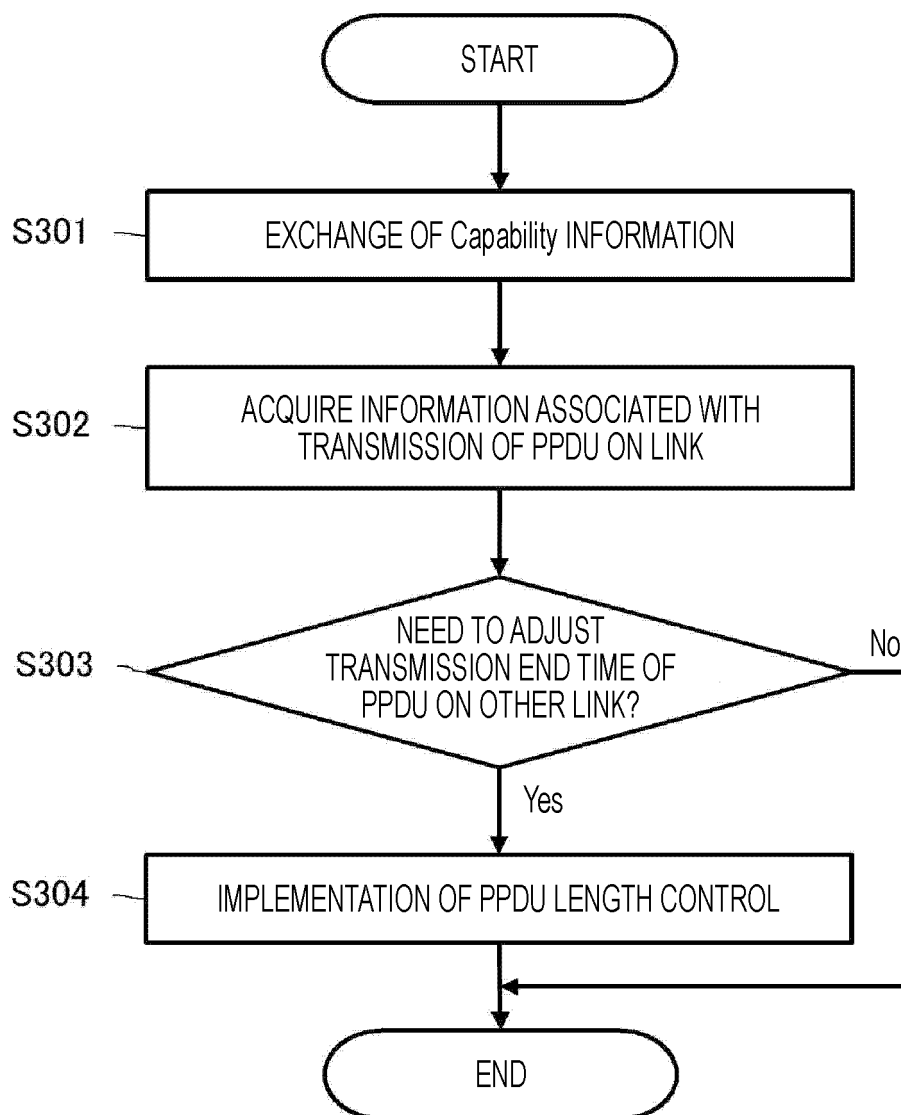 START
S301
EXCHANGE OF Capability INFORMATION
S302
ACQUIRE INFORMATION ASSOCIATED WITH
TRANSMISSION OF PPDU ON LINK
S303
NEED TO ADJUST
TRANSMISSION END TIME OF
PPDU ON OTHER LINK?
No
Yes
S304
IMPLEMENTATION OF PPDU LENGTH CONTROL
END